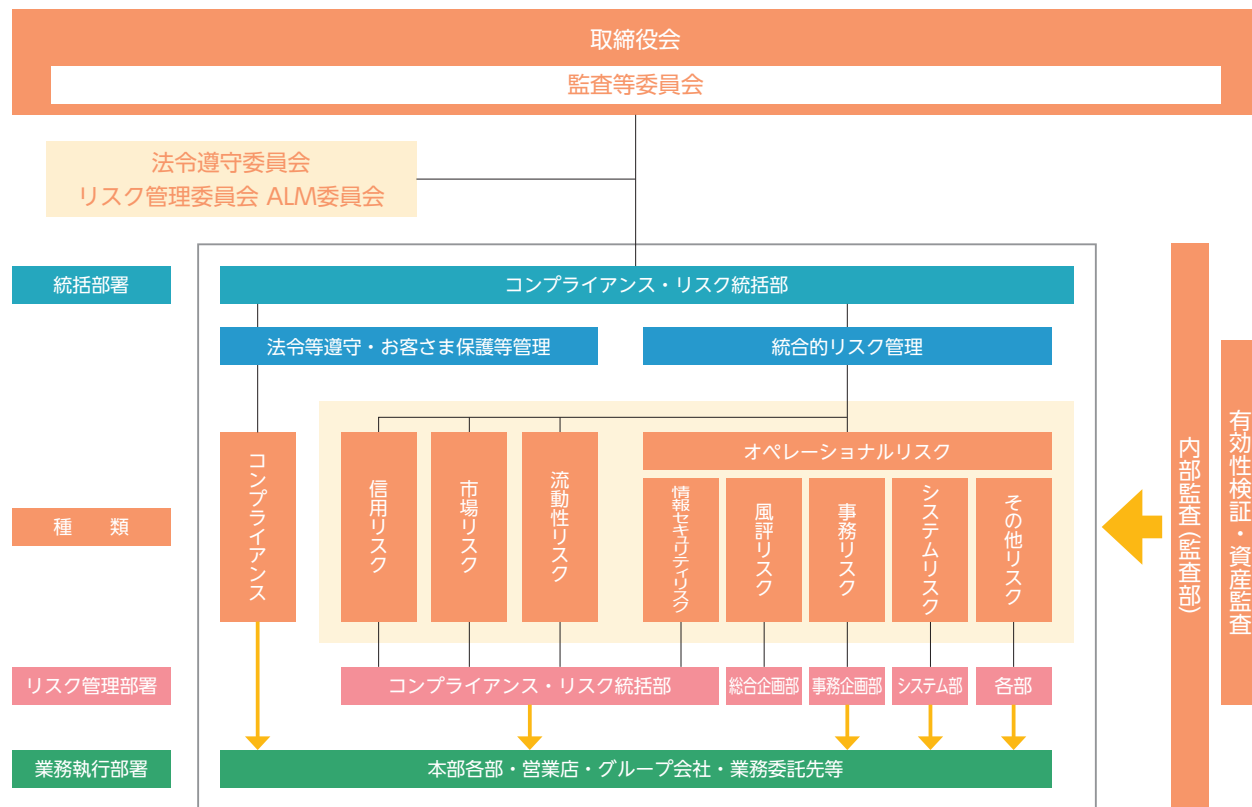 取締役会
監査等委員会
法令遵守委員会
リスク管理委員会 ALM委員会
統括部署
コンプライアンス・リスク統括部
法令等遵守・お客さま保護等管理
統合的リスク管理
種　類
コンプライアンス
信用リスク
市場リスク
流動性リスク
オペレーショナルリスク
情報セキュリティリスク
風評リスク
事務リスク
システムリスク
その他リスク
リスク管理部署
コンプライアンス・リスク統括部
総合企画部
事務企画部
システム部
各部
業務執行部署
本部各部・営業店・グループ会社・業務委託先等
内部監査（監査部）
有効性検証・資産監査